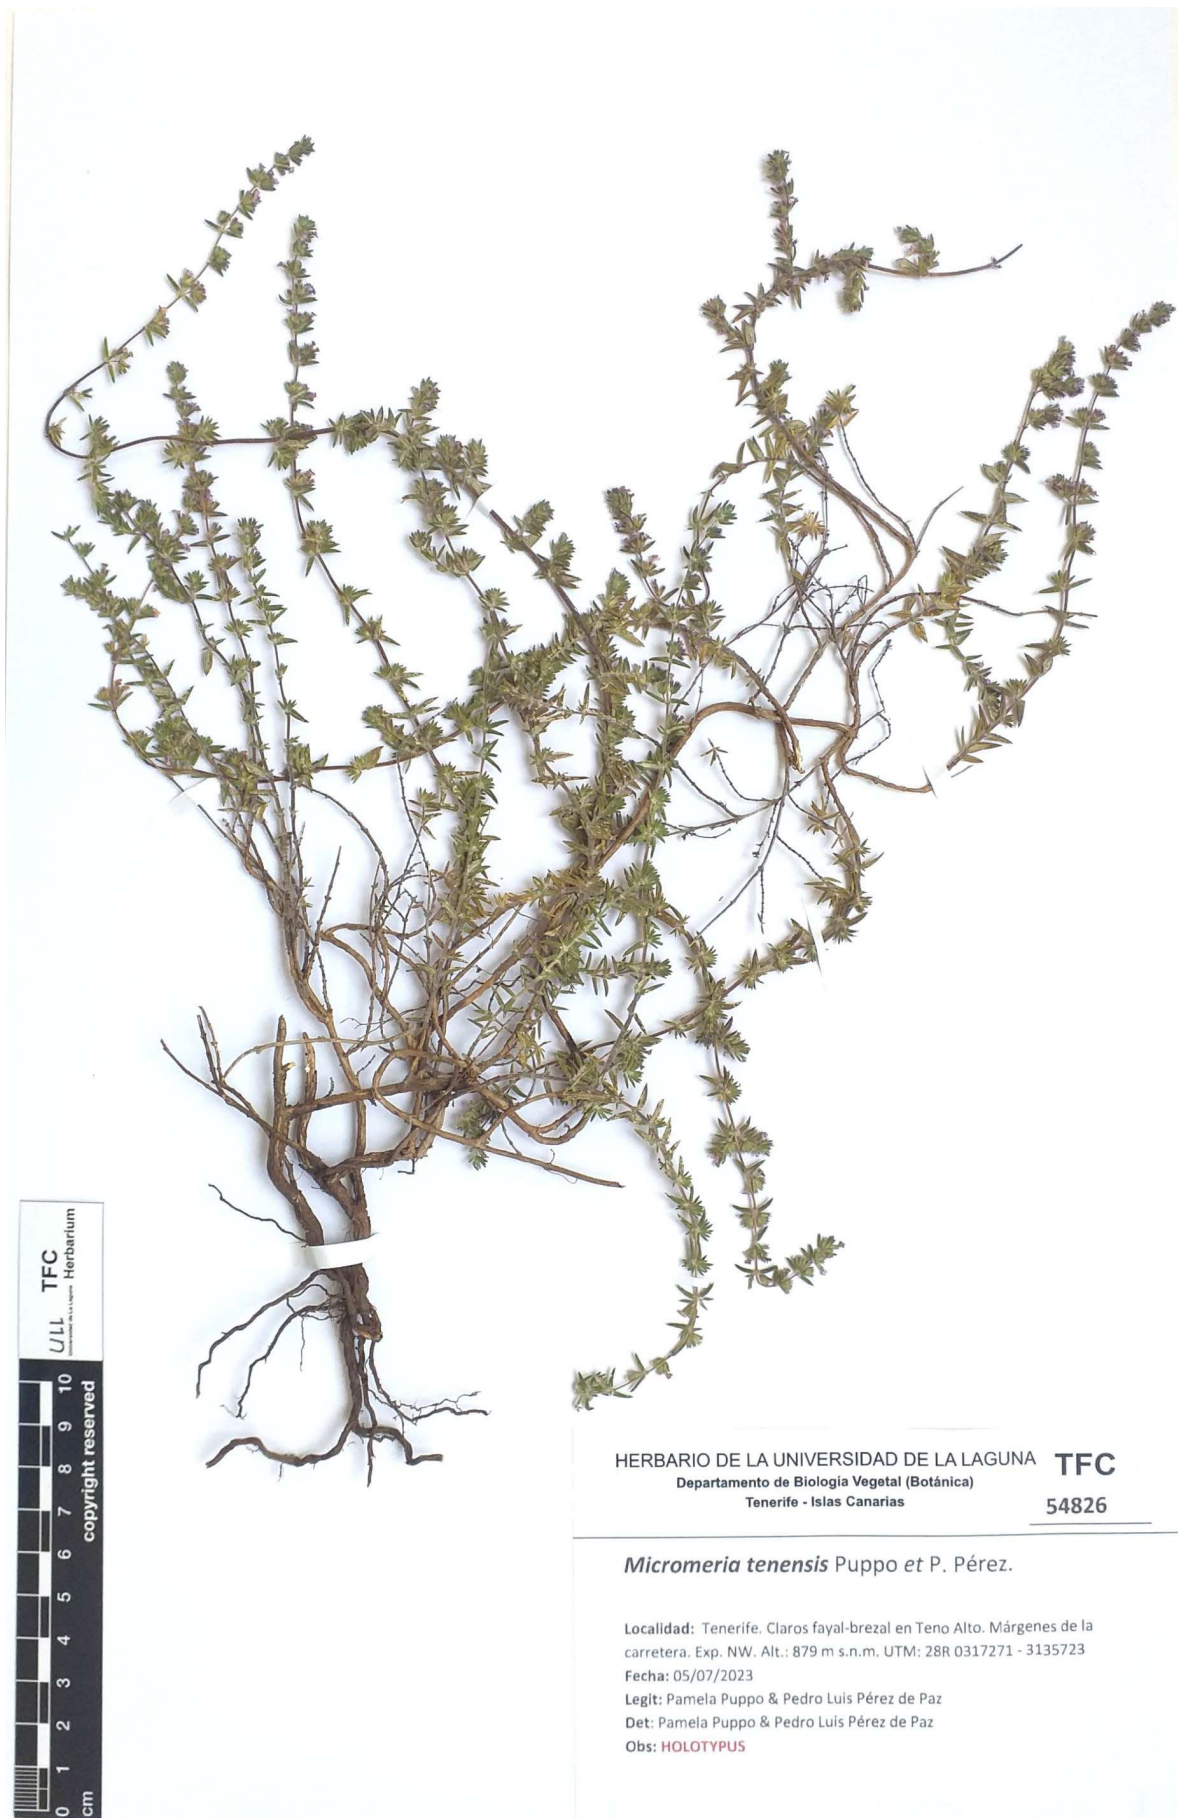 ULL
Universidad de La Laguna
TFC
Herbarium
10
9
8
7
6
5
4
3
2
1
0
cm
copyright reserved
HERBARIO DE LA UNIVERSIDAD DE LA LAGUNA TFC
Departamento de Biología Vegetal (Botánica)
Tenerife - Islas Canarias
54826
Micromeria tenensis Puppo et P. Pérez.
Localidad: Tenerife. Claros fayal-brezal en Teno Alto. Márgenes de la
carretera. Exp. NW. Alt.: 879 m s.n.m. UTM: 28R 0317271 - 3135723
Fecha: 05/07/2023
Legit: Pamela Puppo & Pedro Luis Pérez de Paz
Det: Pamela Puppo & Pedro Luis Pérez de Paz
Obs: HOLOTYPUS